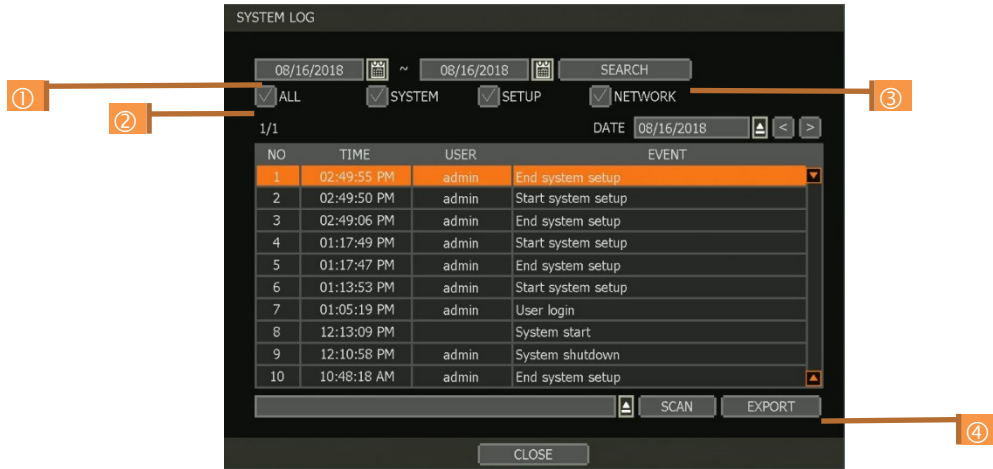 SYSTEM LOG
08/16/2018 ~ 08/16/2018 SEARCH
① ALL SYSTEM SETUP NETWORK ③
②
1/1 DATE 08/16/2018 < >
NO TIME USER EVENT
1 02:49:55 PM admin End system setup
2 02:49:50 PM admin Start system setup
3 02:49:06 PM admin End system setup
4 01:17:49 PM admin Start system setup
5 01:17:47 PM admin End system setup
6 01:13:53 PM admin Start system setup
7 01:05:19 PM admin User login
8 12:13:09 PM System start
9 12:10:58 PM admin System shutdown
10 10:48:18 AM admin End system setup
SCAN EXPORT
④
CLOSE